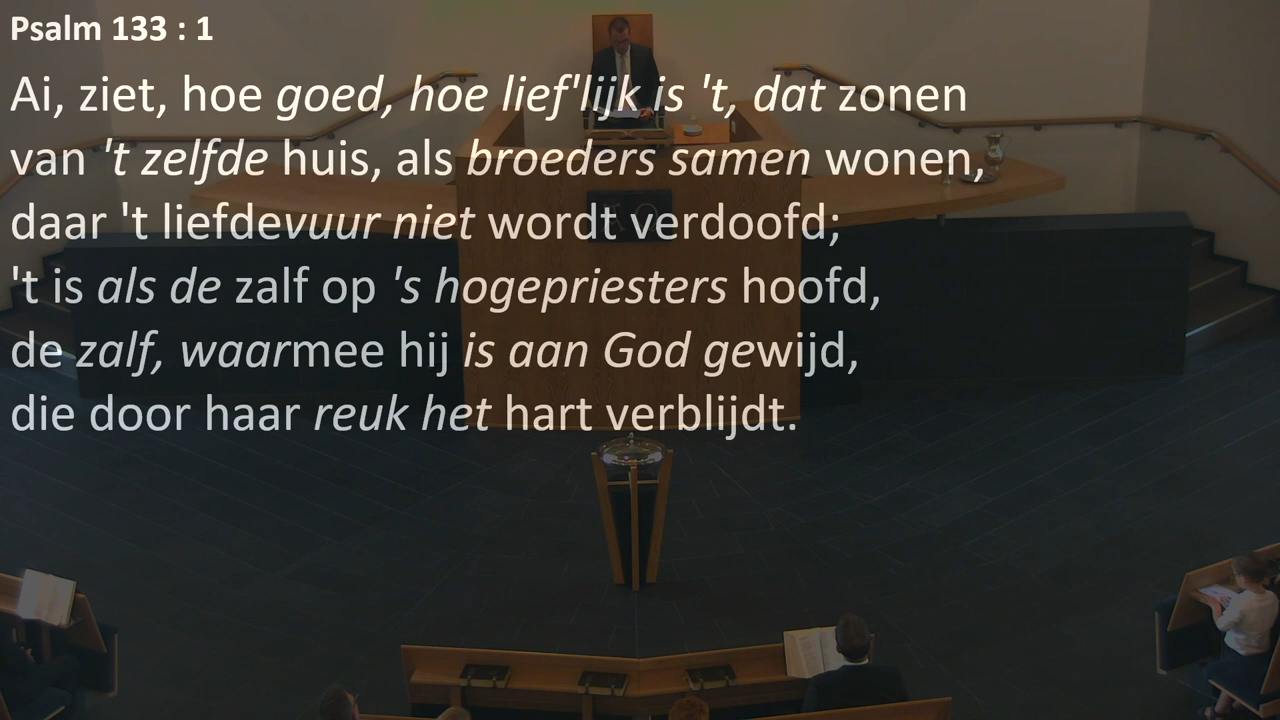 Psalm 133 : 1
Ai, ziet, hoe goed, hoe lief'lijk is 't, dat zonen
van 't zelfde huis, als broeders samen wonen,
daar 't liefdevuur niet wordt verdoofd;
't is als de zalf op 's hogepriesters hoofd,
de zalf, waarmee hij is aan God gewijd,
die door haar reuk het hart verblijdt.